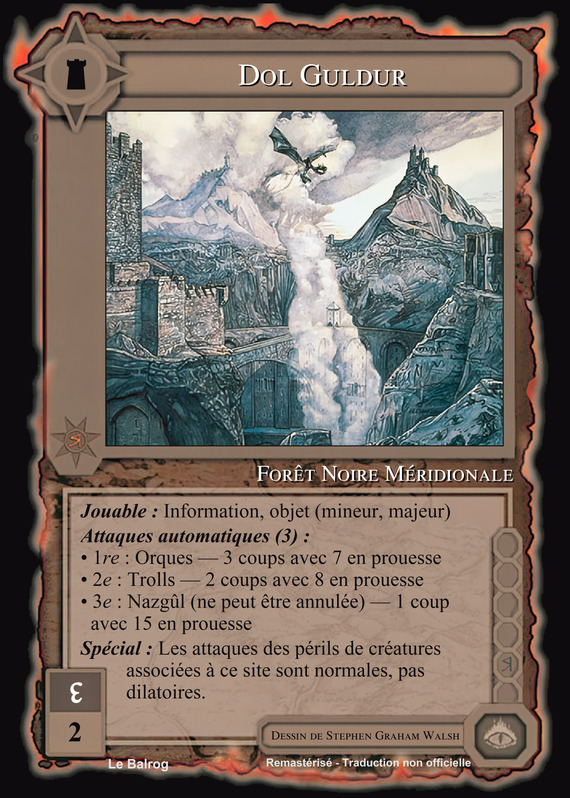 Dol Guldur
Forêt Noire Méridionale
Jouable : Information, objet (mineur, majeur)
Attaques automatiques (3) :
• 1re : Orques — 3 coups avec 7 en prouesse
• 2e : Trolls — 2 coups avec 8 en prouesse
• 3e : Nazgûl (ne peut être annulée) — 1 coup
avec 15 en prouesse
Spécial : Les attaques des périls de créatures
associées à ce site sont normales, pas
dilatoires.
2
Dessin de Stephen Graham Walsh
Le Balrog
Remastérisé - Traduction non officielle